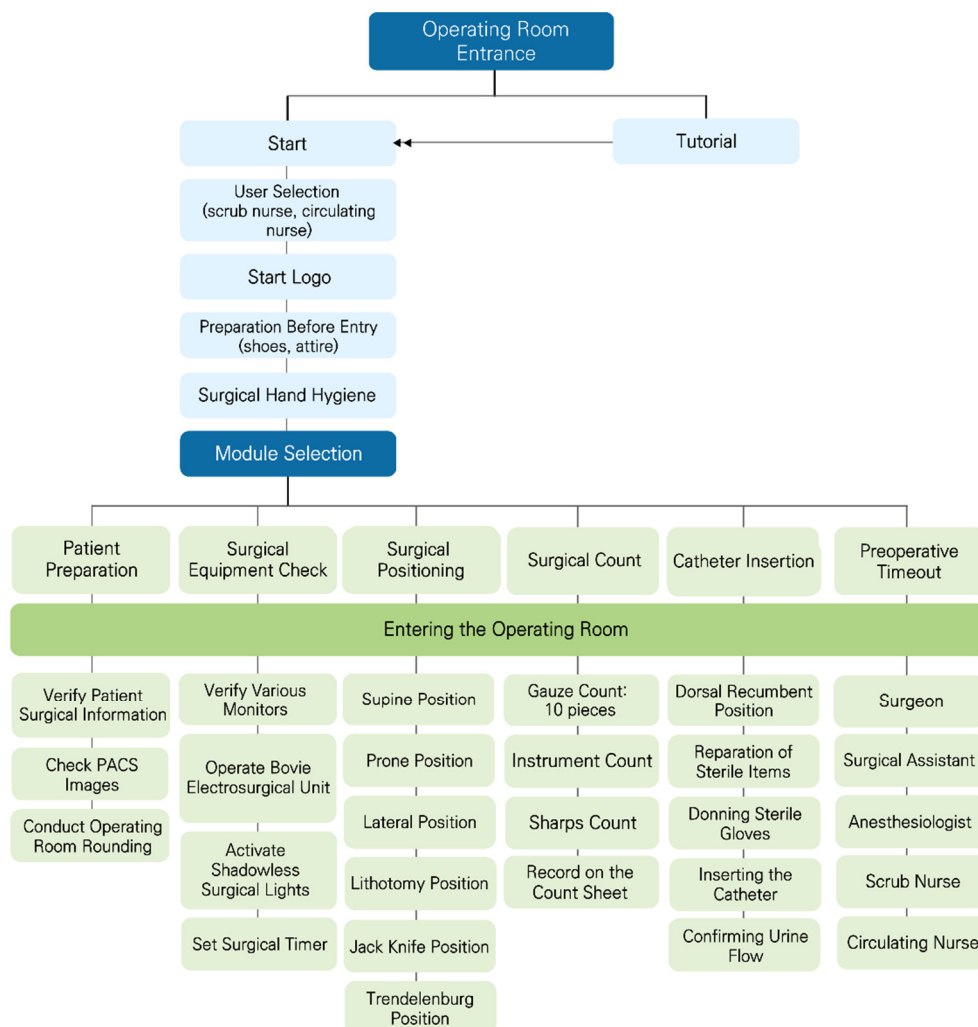 Operating Room
Entrance
Start
Tutorial
User Selection
(scrub nurse, circulating
nurse)
Start Logo
Preparation Before Entry
(shoes, attire)
Surgical Hand Hygiene
Module Selection
Patient
Preparation
Surgical
Equipment Check
Surgical
Positioning
Surgical Count
Catheter Insertion
Preoperative
Timeout
Entering the Operating Room
Verify Patient
Surgical Information
Check PACS
Images
Conduct Operating
Room Rounding
Verify Various
Monitors
Operate Bovie
Electrosurgical Unit
Activate
Shadowless
Surgical Lights
Set Surgical Timer
Supine Position
Prone Position
Lateral Position
Lithotomy Position
Jack Knife Position
Trendelenburg
Position
Gauze Count:
10 pieces
Instrument Count
Sharps Count
Record on the
Count Sheet
Dorsal Recumbent
Position
Reparation of
Sterile Items
Donning Sterile
Gloves
Inserting the
Catheter
Confirming Urine
Flow
Surgeon
Surgical Assistant
Anesthesiologist
Scrub Nurse
Circulating Nurse